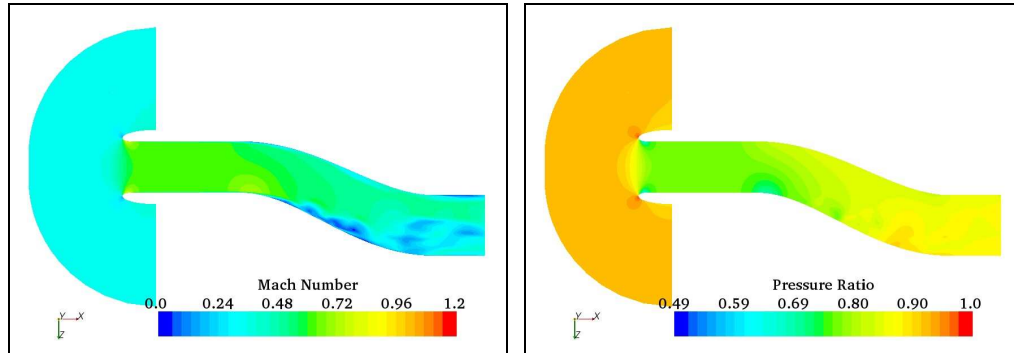 Mach Number
0.0 0.24 0.48 0.72 0.96 1.2
Y X
Z
Pressure Ratio
0.49 0.59 0.69 0.80 0.90 1.0
Y X
Z